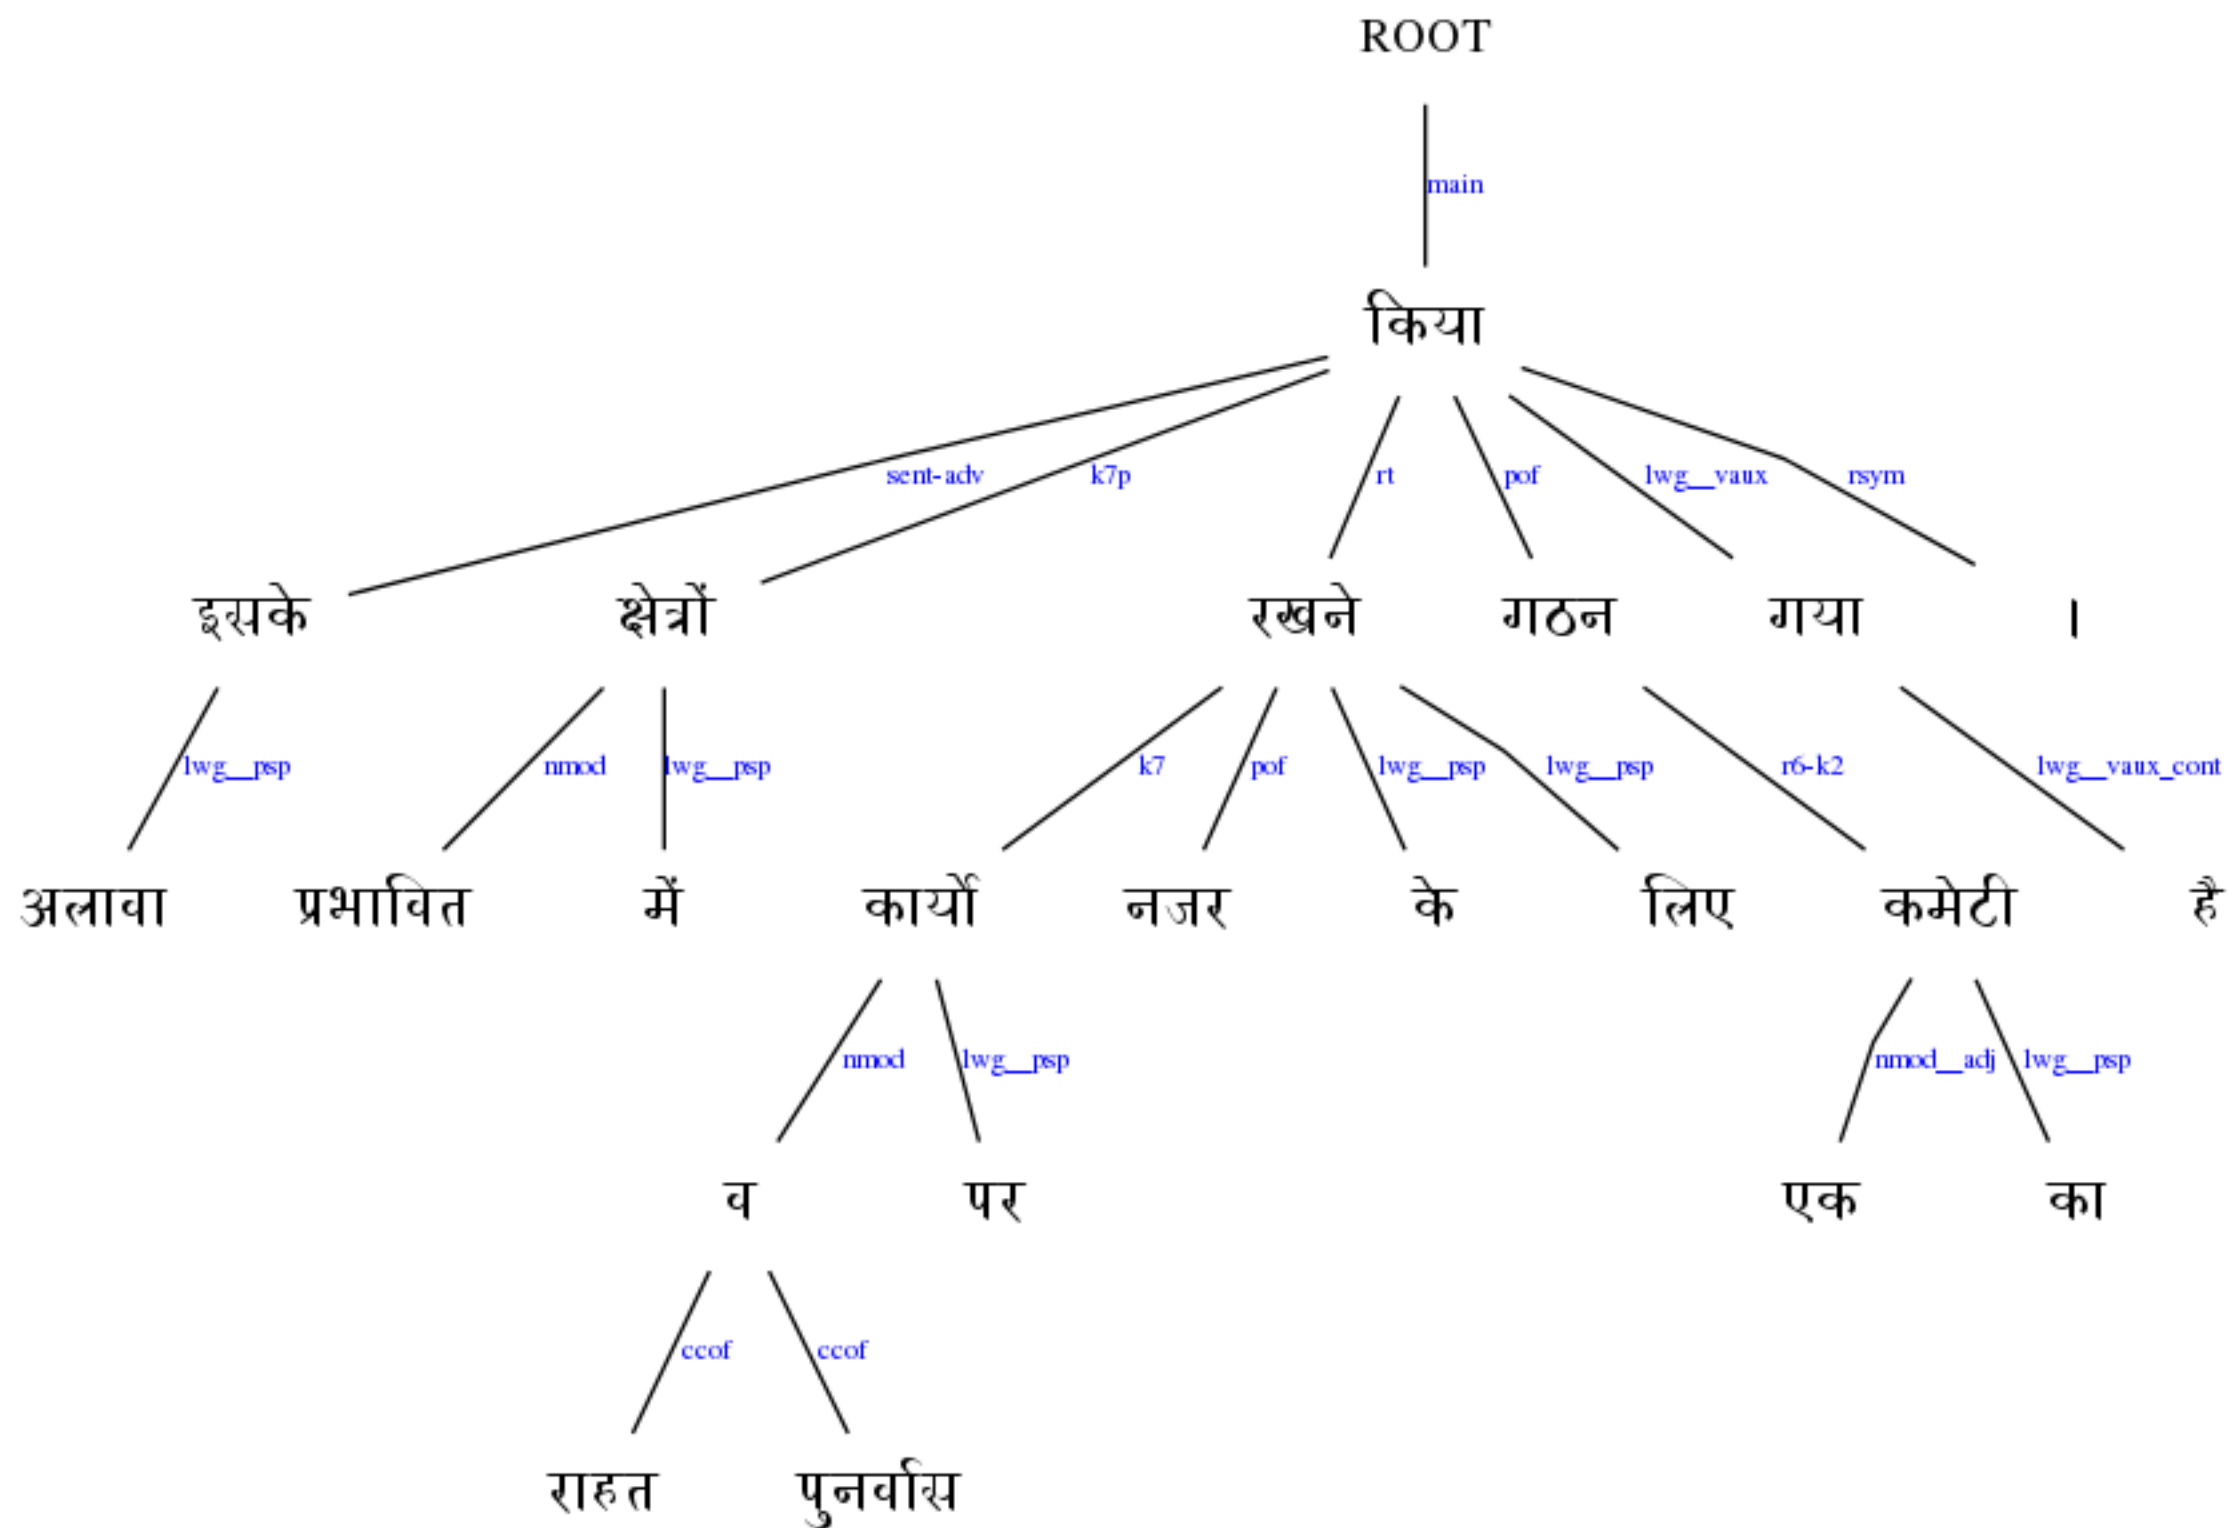 ROOT
main
किया
sent-adv k7p rt pof lwg__vaux rsym
इसके क्षेत्रों रखने गठन गया ।
lwg__psp nmod lwg__psp k7 pof lwg__psp lwg__psp r6-k2 lwg__vaux_cont
अलावा प्रभावित में कार्यो नजर के लिए कमेटी है
nmod lwg__psp nmod__adj lwg__psp
व पर एक का
ccof ccof
राहत पुनर्वास